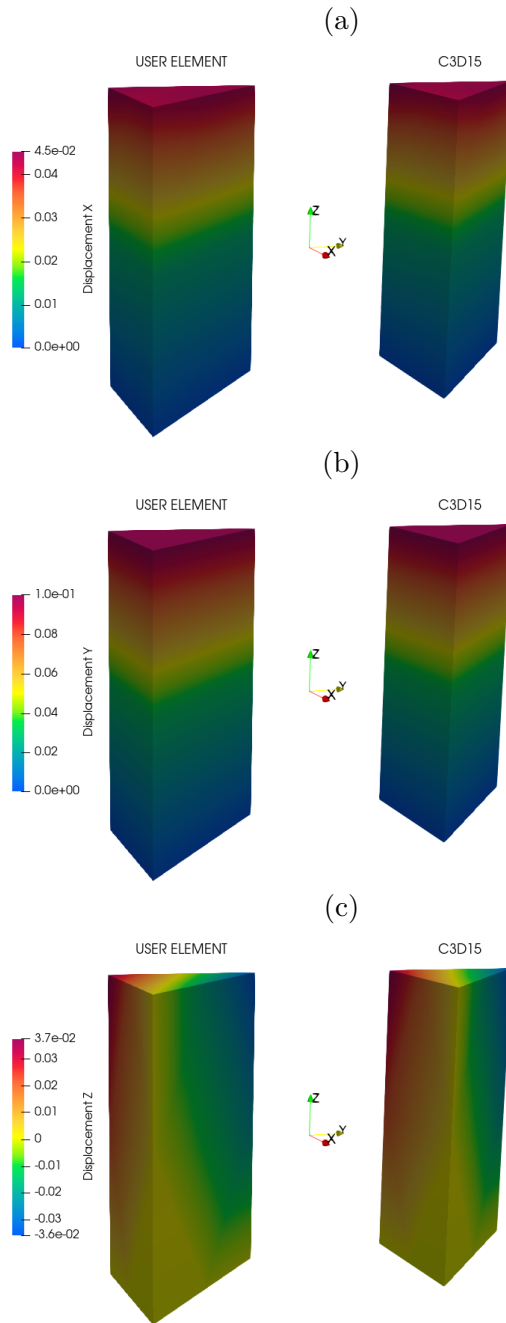 (a)
USER ELEMENT C3D15
4.5e-02
0.04
0.03
0.02
0.01
0.0e+00
Displacement X
Z
Y
X
(b)
USER ELEMENT C3D15
1.0e-01
0.08
0.06
0.04
0.02
0.0e+00
Displacement Y
Z
Y
X
(c)
USER ELEMENT C3D15
3.7e-02
0.03
0.02
0.01
0
-0.01
-0.02
-0.03
-3.6e-02
Displacement Z
Z
Y
X